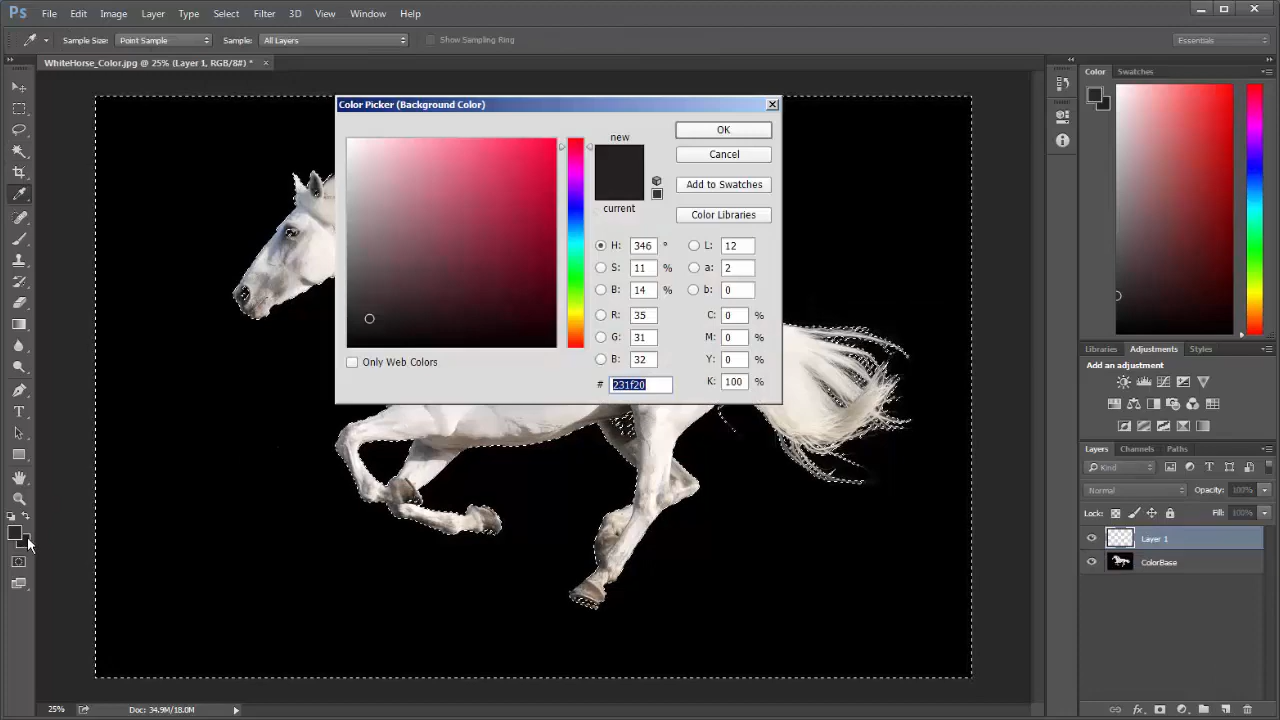 Ps File Edit Image Layer Type Select Filter 3D View Window Help
Sample Size: Point Sample Sample: All Layers Show Sampling Ring Essentials
WhiteHorse_Color.jpg @ 25% (Layer 1, RGB/8#) * ×
Color Picker (Background Color)
new
current
OK
Cancel
Add to Swatches
Color Libraries
H: 346 ° L: 12
S: 11 % a: 2
B: 14 % b: 0
R: 35 C: 0 %
G: 31 M: 0 %
B: 32 Y: 0 %
# 231f20 K: 100 %
Only Web Colors
Color Swatches
Libraries Adjustments Styles
Add an adjustment
Layers Channels Paths
Kind
Normal Opacity: 100%
Lock: Fill: 100%
Layer 1
ColorBase
25% Doc: 34.9M/18.0M